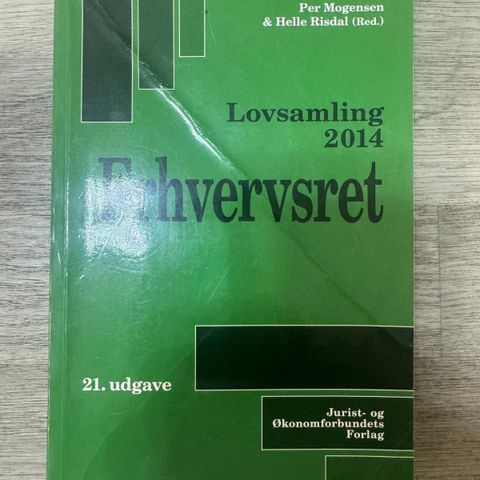 Per Mogensen
& Helle Risdal (Red.)
Lovsamling
2014
Erhvervsret
21. udgave
Jurist- og
Økonomforbundets
Forlag